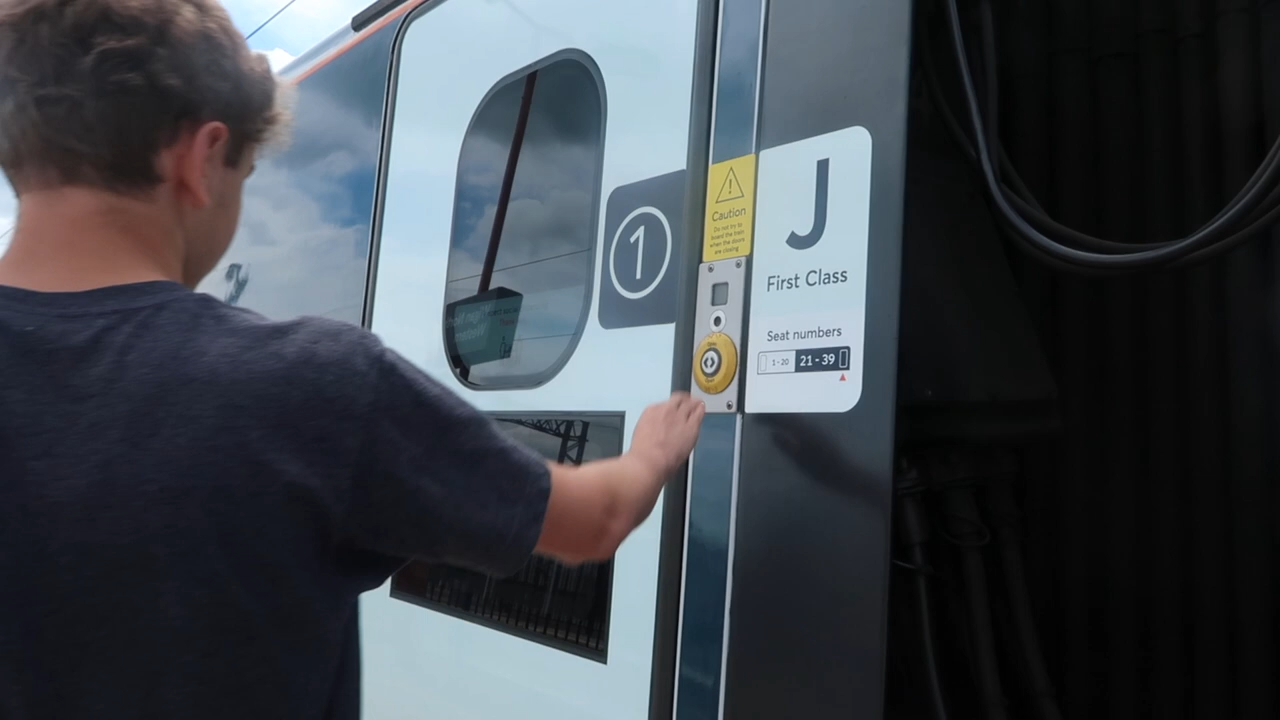 1
Caution
Do not try to
board the train
when the doors
are closing
J
First Class
Seat numbers
1 - 20 21 - 39